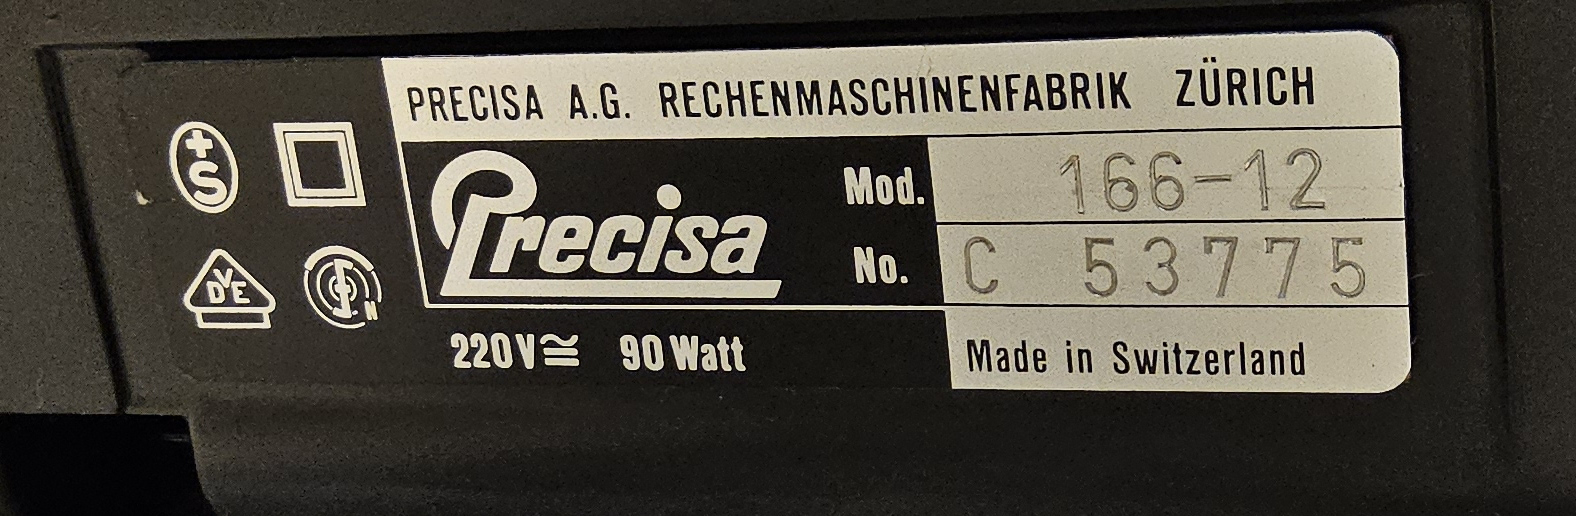 PRECISA A.G. RECHENMASCHINENFABRIK ZÜRICH
+S
Precisa
Mod. 166-12
No. C 53775
DVE
N
220V≅ 90 Watt
Made in Switzerland